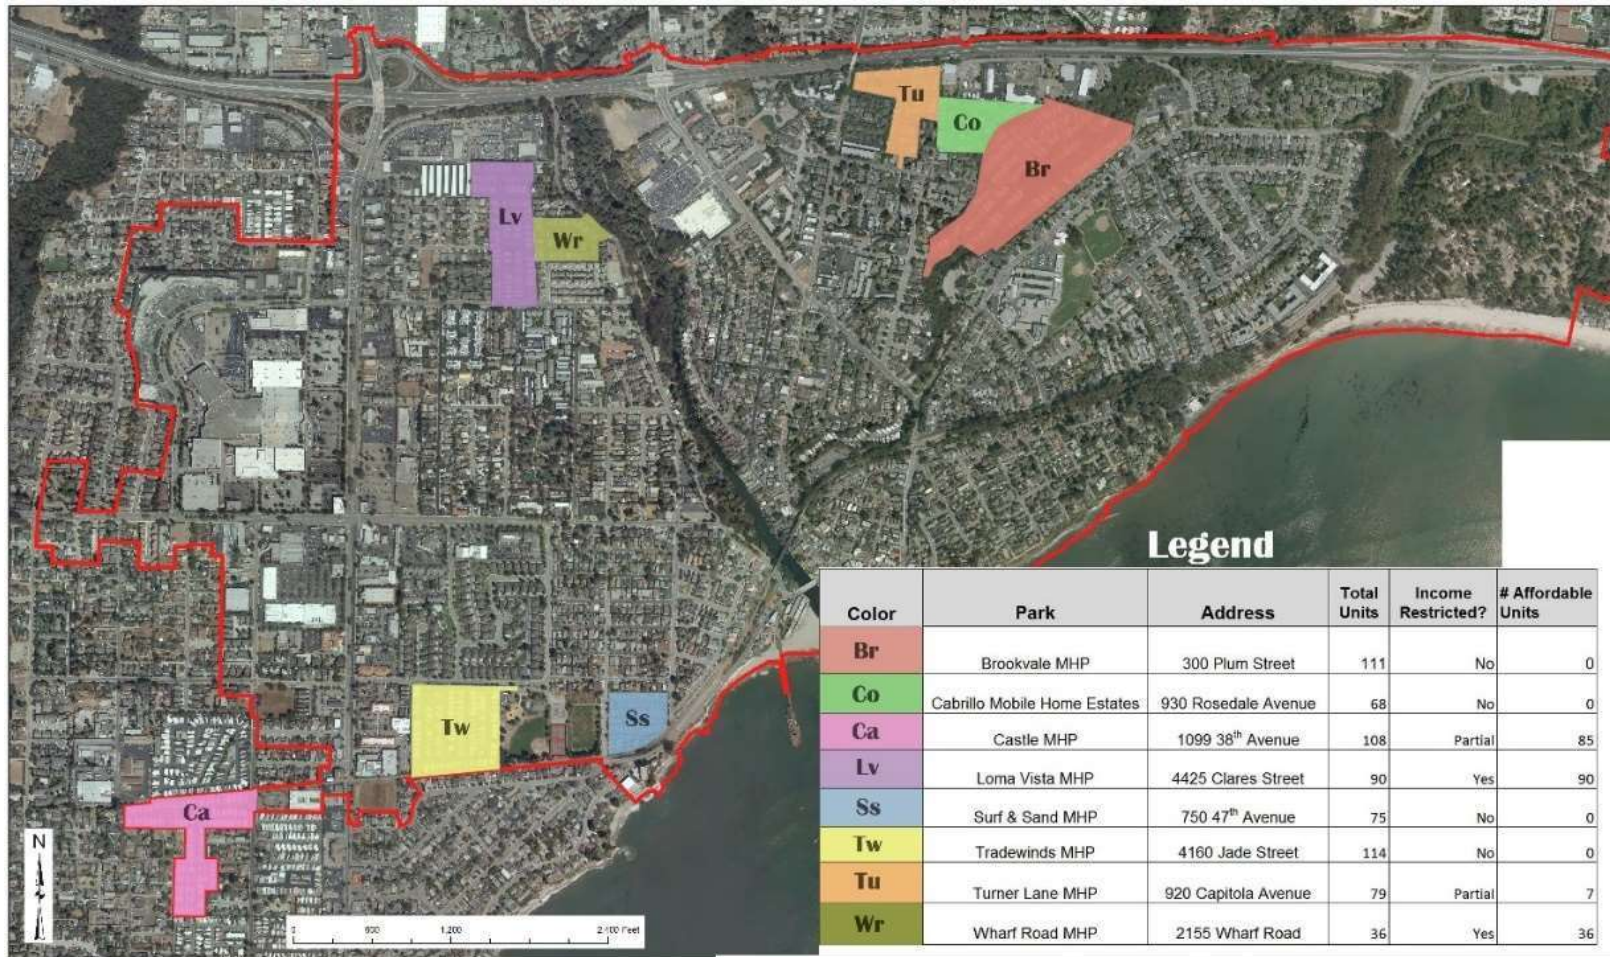 Tu
Co
Br
Lv
Wr
Tw
Ss
Ca
N
0 600 1,200 2,400 Feet
Legend
Color Park Address Total Units Income Restricted? # Affordable Units
Br Brookvale MHP 300 Plum Street 111 No 0
Co Cabrillo Mobile Home Estates 930 Rosedale Avenue 68 No 0
Ca Castle MHP 1099 38th Avenue 108 Partial 85
Lv Loma Vista MHP 4425 Clares Street 90 Yes 90
Ss Surf & Sand MHP 750 47th Avenue 75 No 0
Tw Tradewinds MHP 4160 Jade Street 114 No 0
Tu Turner Lane MHP 920 Capitola Avenue 79 Partial 7
Wr Wharf Road MHP 2155 Wharf Road 36 Yes 36